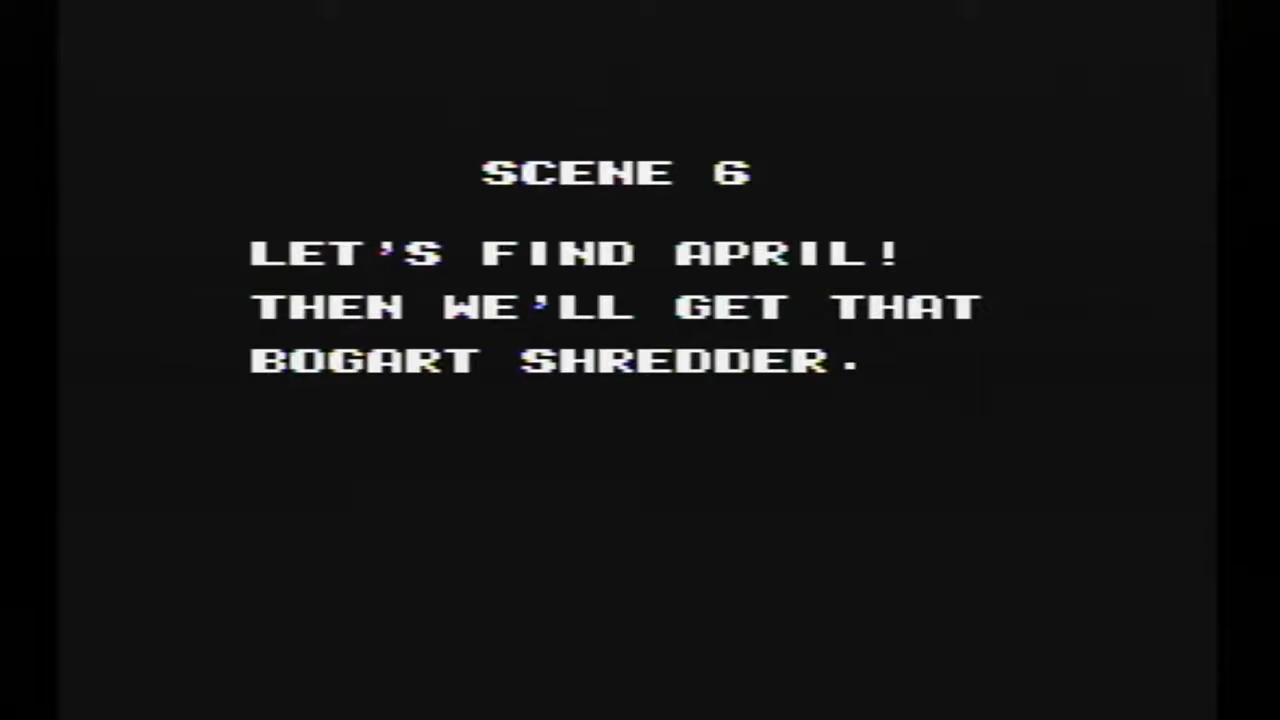 SCENE 6
LET'S FIND APRIL!
THEN WE'LL GET THAT
BOGART SHREDDER.